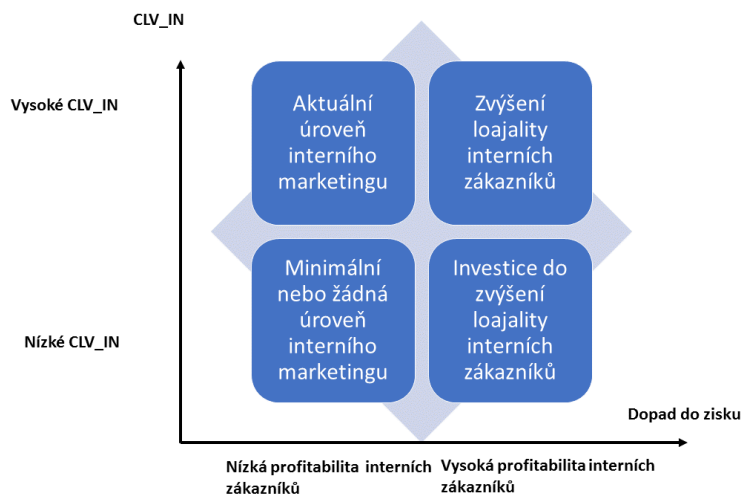 CLV_IN
Vysoké CLV_IN
Aktuální
úroveň
interního
marketingu
Zvýšení
loajality
interních
zákazníků
Nízké CLV_IN
Minimální
nebo žádná
úroveň
interního
marketingu
Investice do
zvýšení
loajality
interních
zákazníků
Dopad do zisku
Nízká profitabilita interních
zákazníků
Vysoká profitabilita interních
zákazníků